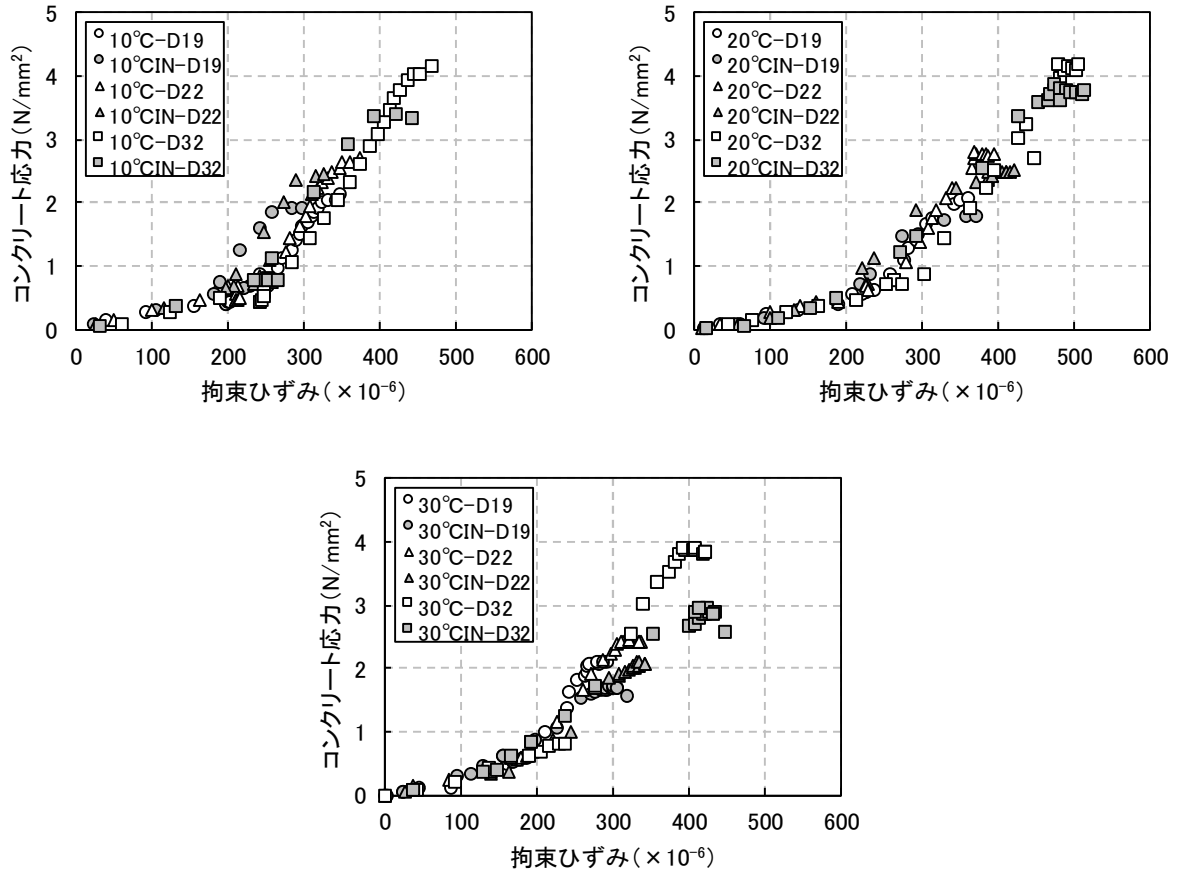 5
4
3
2
1
0
コンクリート応力(N/mm²)
10℃-D19
10℃IN-D19
10℃-D22
10℃IN-D22
10℃-D32
10℃IN-D32
0 100 200 300 400 500 600
拘束ひずみ(×10⁻⁶)
5
4
3
2
1
0
コンクリート応力(N/mm²)
20℃-D19
20℃IN-D19
20℃-D22
20℃IN-D22
20℃-D32
20℃IN-D32
0 100 200 300 400 500 600
拘束ひずみ(×10⁻⁶)
5
4
3
2
1
0
コンクリート応力(N/mm²)
30℃-D19
30℃IN-D19
30℃-D22
30℃IN-D22
30℃-D32
30℃IN-D32
0 100 200 300 400 500 600
拘束ひずみ(×10⁻⁶)